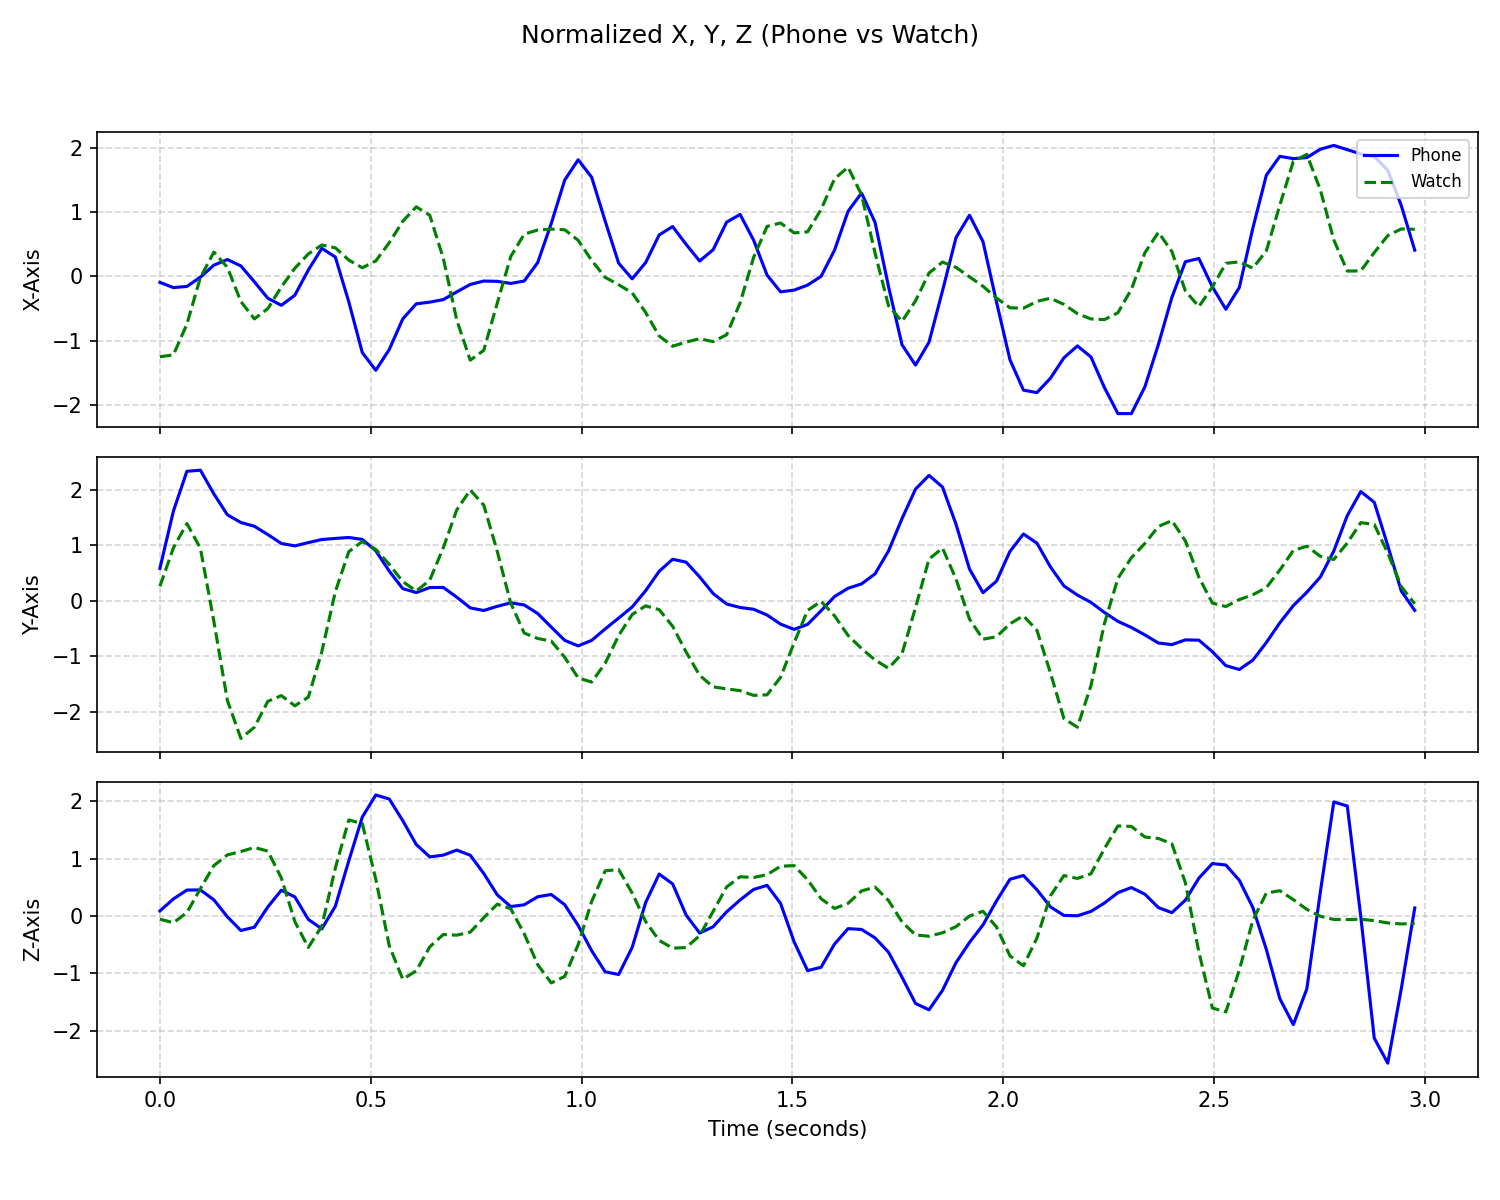 Normalized X, Y, Z (Phone vs Watch)
2
1
0
−1
−2
X-Axis
Phone
Watch
2
1
0
−1
−2
Y-Axis
2
1
0
−1
−2
Z-Axis
0.0 0.5 1.0 1.5 2.0 2.5 3.0
Time (seconds)